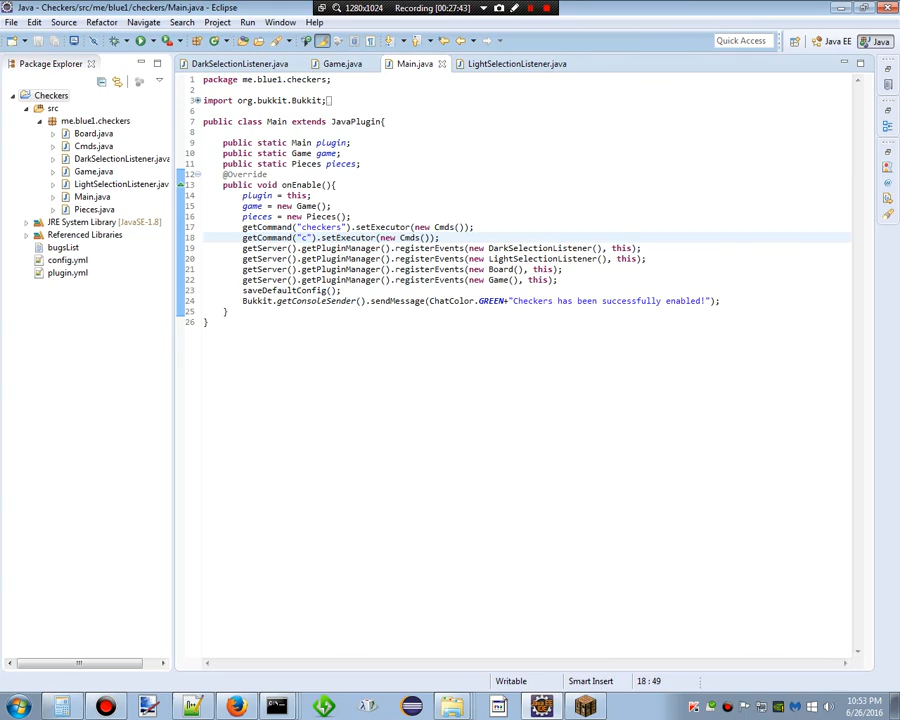 Java - Checkers/src/me/blue1/checkers/Main.java - Eclipse
1280x1024
Recording [00:27:43]
File Edit Source Refactor Navigate Search Project Run Window Help
Quick Access
Java EE
Java
Package Explorer
DarkSelectionListener.java
Game.java
Main.java
LightSelectionListener.java
Checkers
src
me.blue1.checkers
Board.java
Cmds.java
DarkSelectionListener.java
Game.java
LightSelectionListener.java
Main.java
Pieces.java
JRE System Library [JavaSE-1.8]
Referenced Libraries
bugsList
config.yml
plugin.yml
1 package me.blue1.checkers;
2
3 import org.bukkit.Bukkit;
6
7 public class Main extends JavaPlugin{
8
9 public static Main plugin;
10 public static Game game;
11 public static Pieces pieces;
12 @Override
13 public void onEnable(){
14 plugin = this;
15 game = new Game();
16 pieces = new Pieces();
17 getCommand("checkers").setExecutor(new Cmds());
18 getCommand("c").setExecutor(new Cmds());
19 getServer().getPluginManager().registerEvents(new DarkSelectionListener(), this);
20 getServer().getPluginManager().registerEvents(new LightSelectionListener(), this);
21 getServer().getPluginManager().registerEvents(new Board(), this);
22 getServer().getPluginManager().registerEvents(new Game(), this);
23 saveDefaultConfig();
24 Bukkit.getConsoleSender().sendMessage(ChatColor.GREEN+"Checkers has been successfully enabled!");
25 }
26 }
Writable
Smart Insert
18 : 49
10:53 PM
6/26/2016